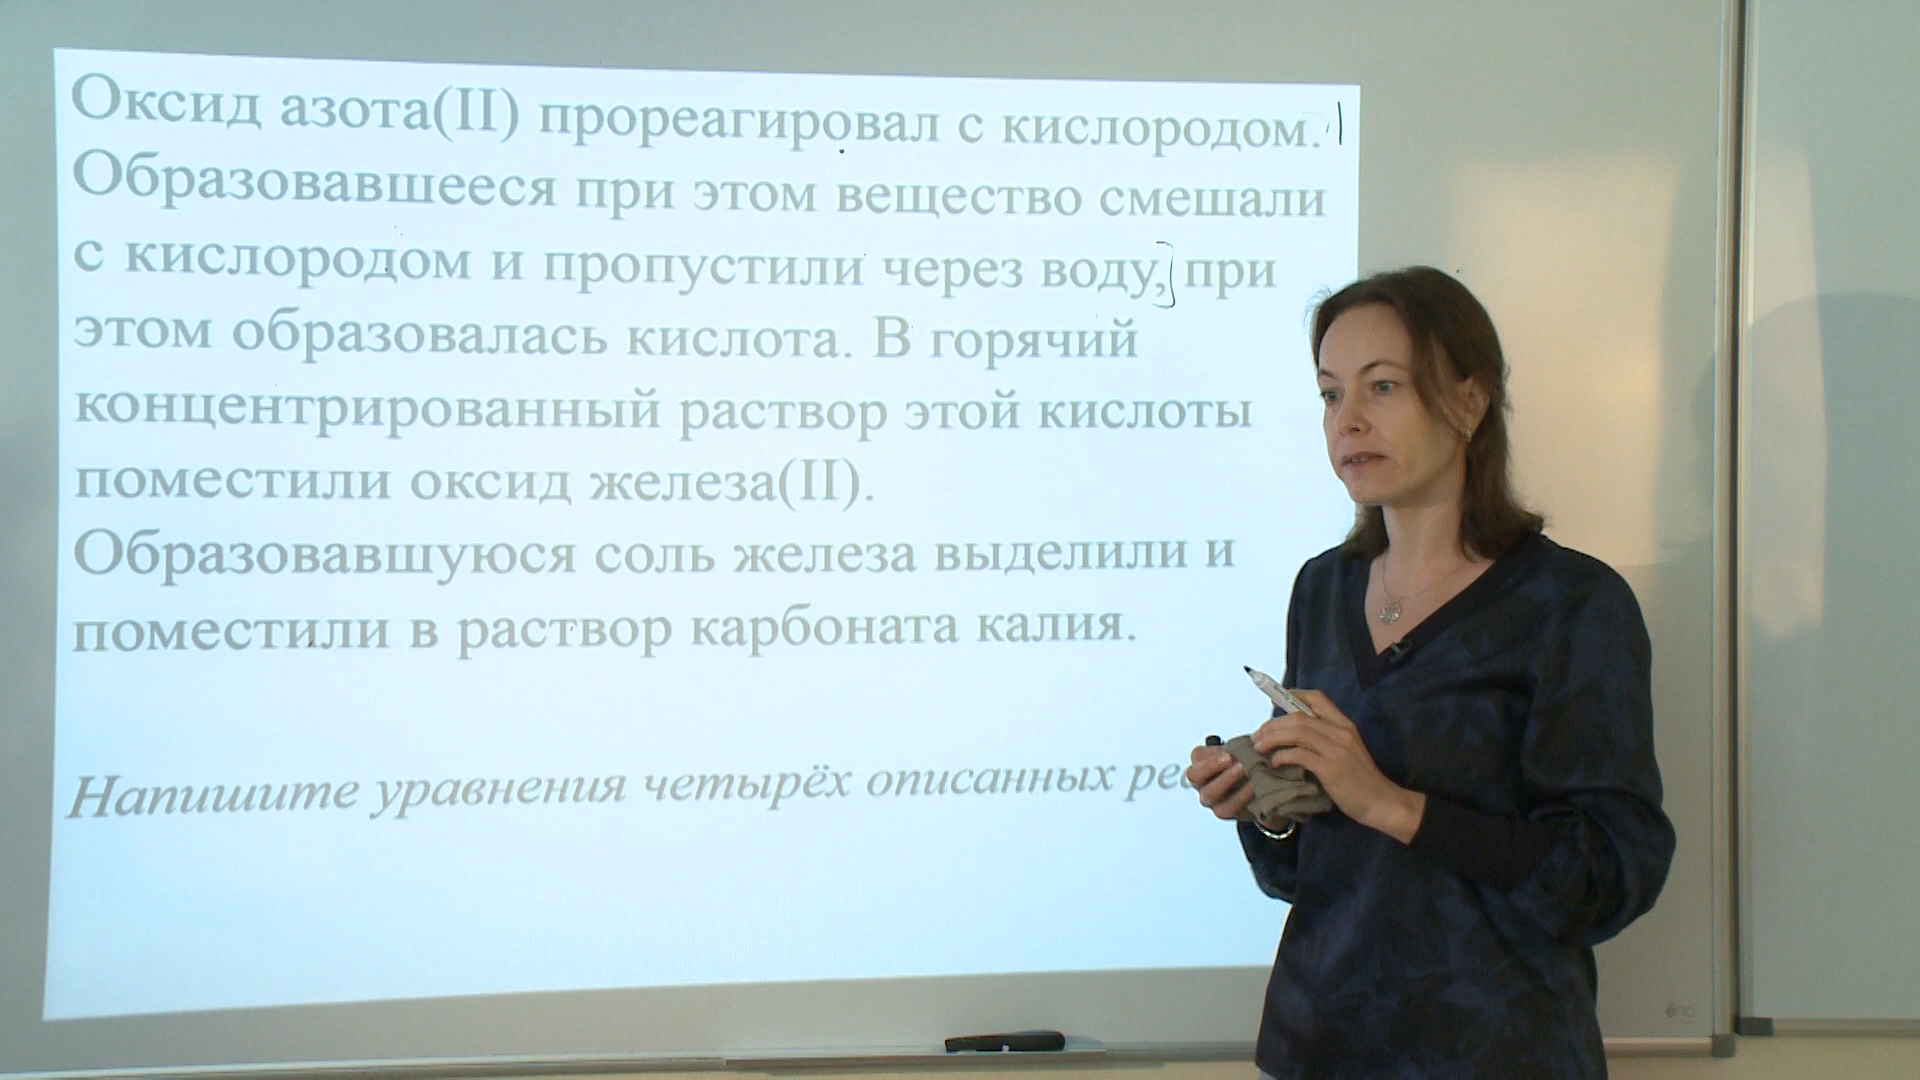 Оксид азота(II) прореагировал с кислородом.
Образовавшееся при этом вещество смешали
с кислородом и пропустили через воду, при
этом образовалась кислота. В горячий
концентрированный раствор этой кислоты
поместили оксид железа(II).
Образовавшуюся соль железа выделили и
поместили в раствор карбоната калия.
Напишите уравнения четырёх описанных